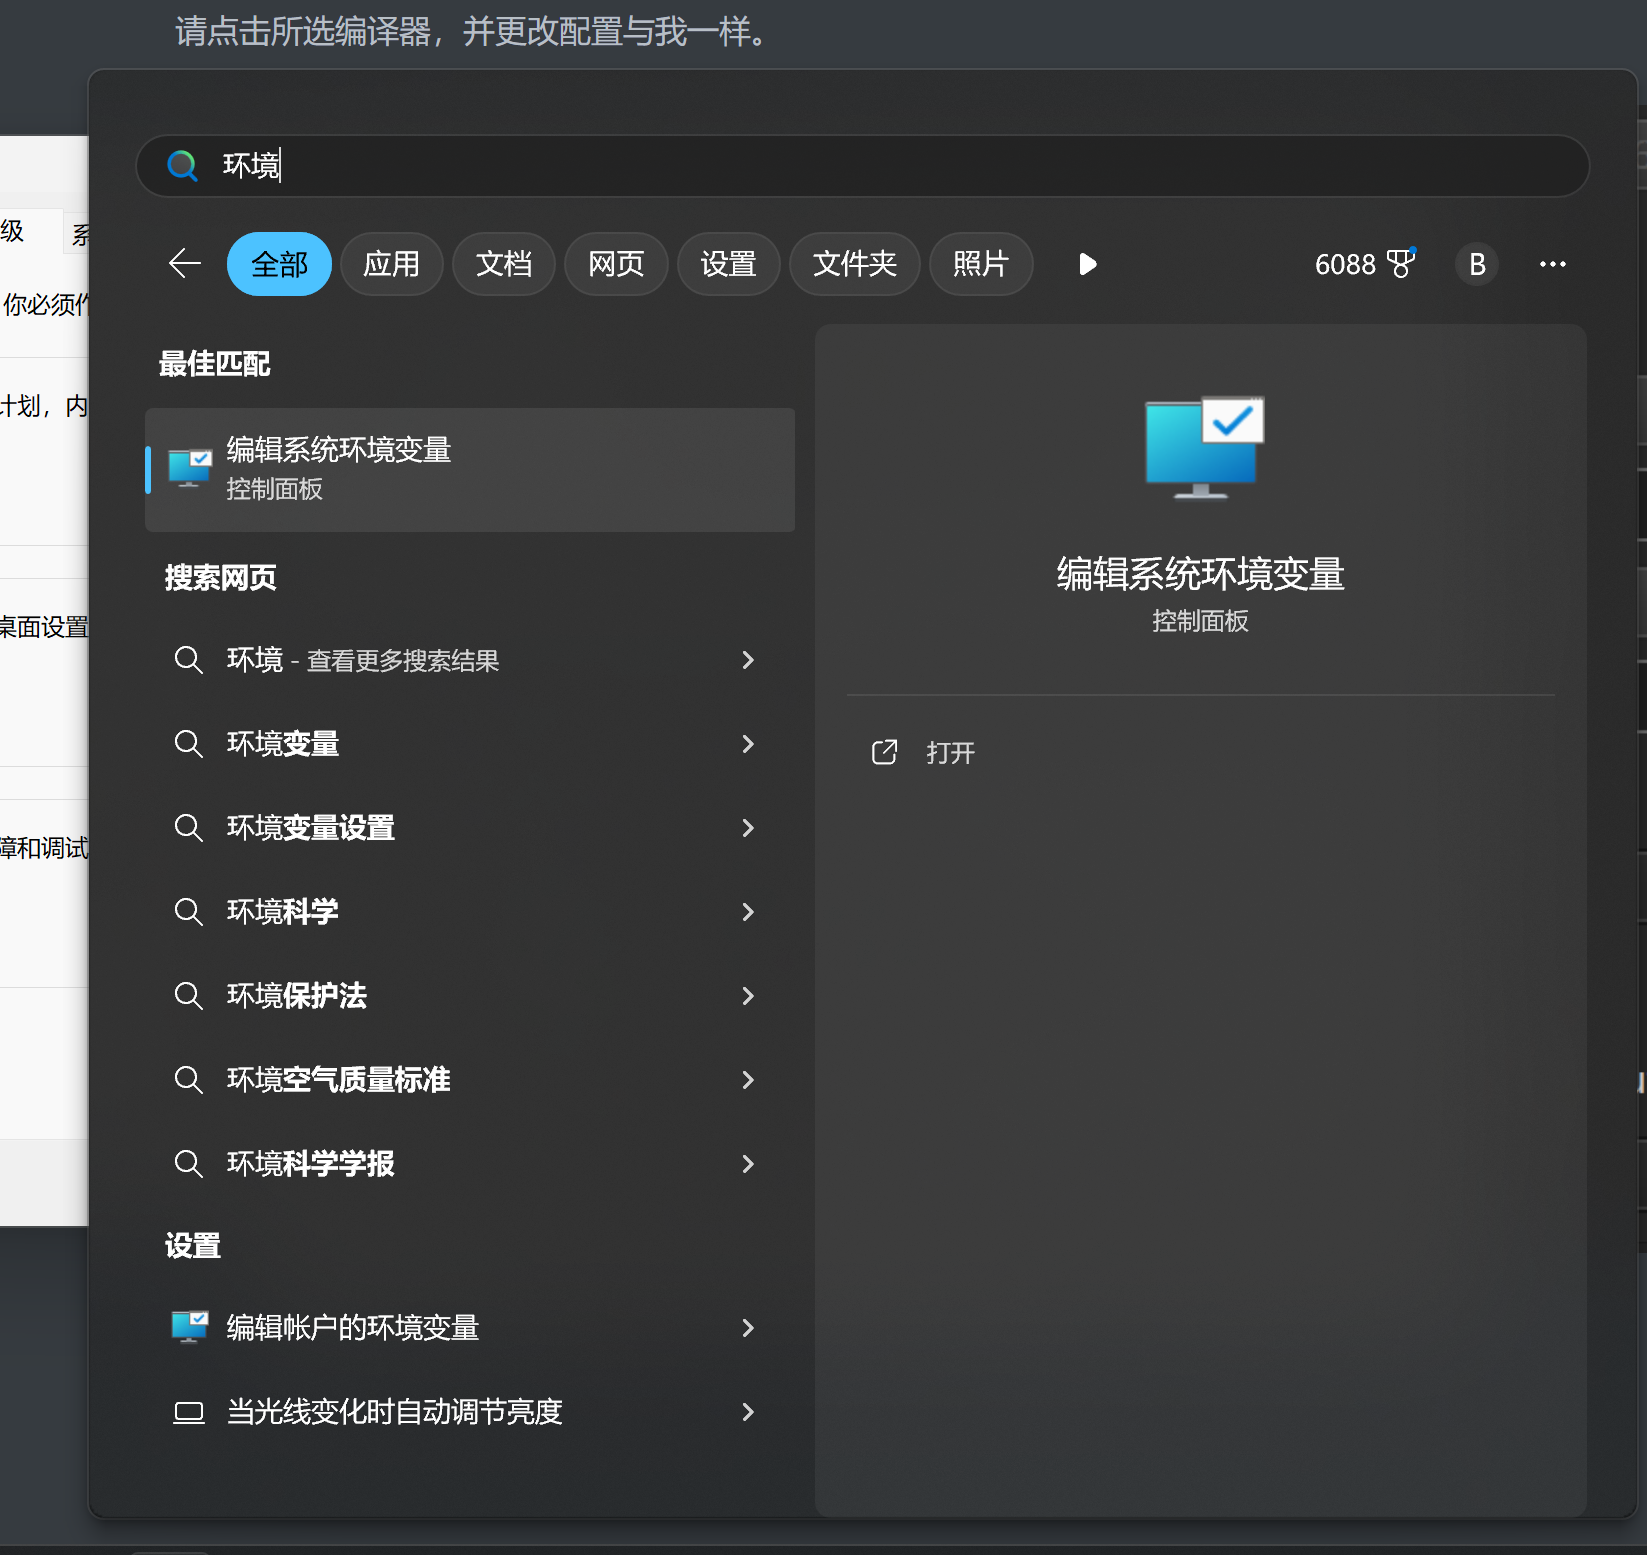 请点击所选编译器，并更改配置与我一样。
环境
级
系
你必须作
计划，内
桌面设置
障和调试
全部
应用
文档
网页
设置
文件夹
照片
6088
B
最佳匹配
编辑系统环境变量
控制面板
搜索网页
环境 - 查看更多搜索结果
环境变量
环境变量设置
环境科学
环境保护法
环境空气质量标准
环境科学学报
设置
编辑帐户的环境变量
当光线变化时自动调节亮度
编辑系统环境变量
控制面板
打开